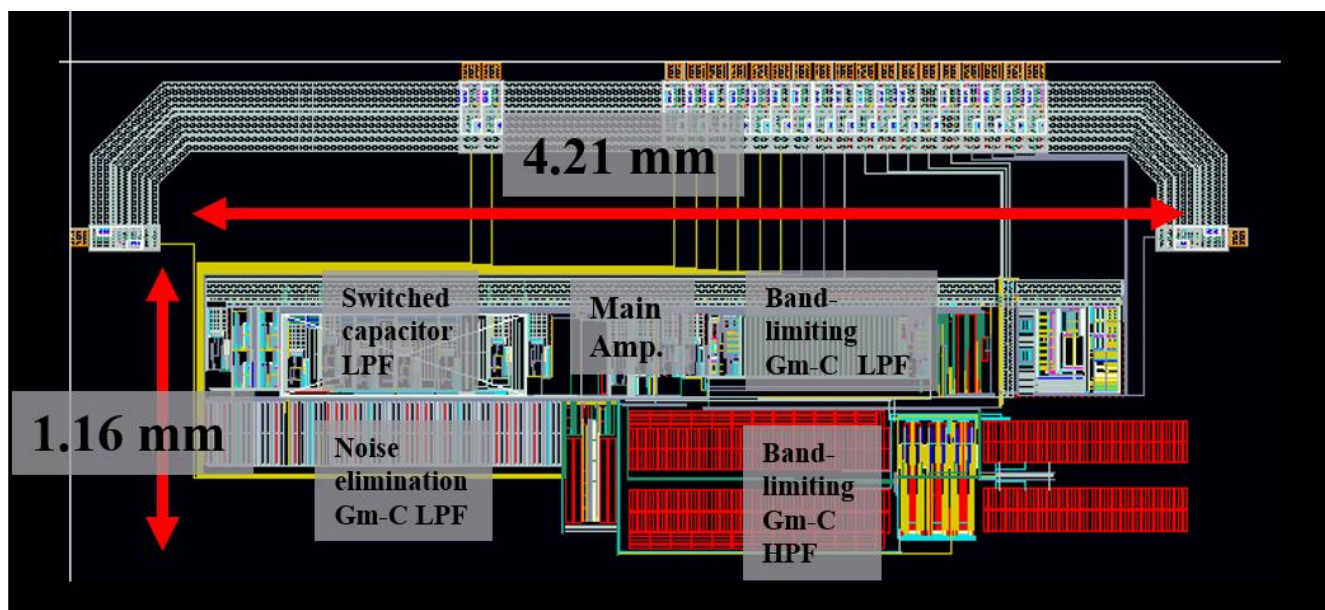 4.21 mm
Switched
capacitor
LPF
Main
Amp.
Band-
limiting
Gm-C LPF
1.16 mm
Noise
elimination
Gm-C LPF
Band-
limiting
Gm-C
HPF